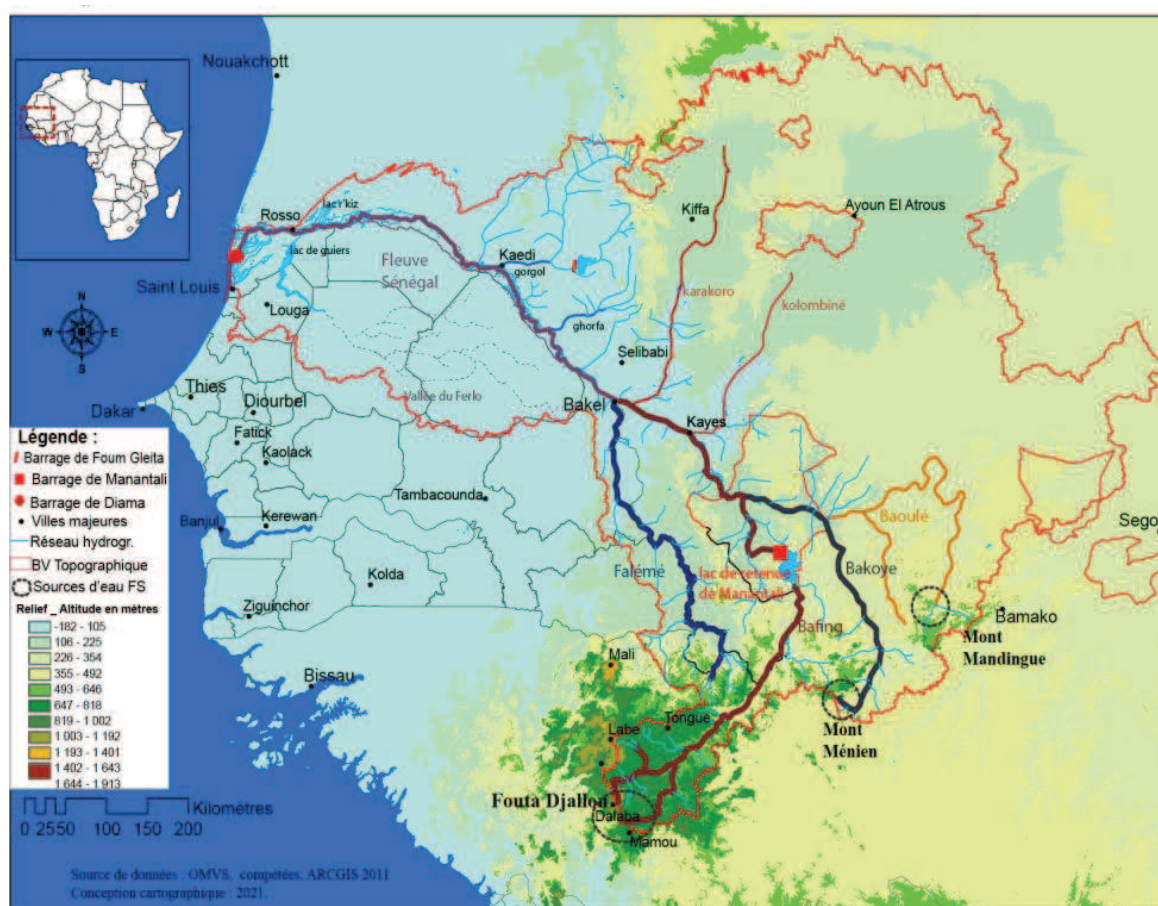 Nouakchott
Rosso
lac r'kiz
Kiffa
Ayoun El Atrous
lac de guiers
Fleuve
Sénégal
Kaedi
gorgol
Saint Louis
karakoro
kolombiné
Louga
ghorfa
N
W
E
S
Selibabi
Vallée du Ferlo
Thies
Bakel
Dakar
Diourbel
Kayes
Fatick
Kaolack
Tambacounda
Baoulé
Banjul
Kerewan
Sego
Falémé
lac de retenue
de Manantali
Bakoye
Kolda
Bafing
Bamako
Ziguinchor
Mont
Mandingue
Mali
Bissau
Tongue
Labe
Mont
Ménien
Fouta Djallon
Dalaba
Mamou
Légende :
Barrage de Foum Gleita
Barrage de Manantali
Barrage de Diama
Villes majeures
Réseau hydrogr.
BV Topographique
Sources d'eau FS
Relief _ Altitude en mètres
-182 - 105
106 - 225
226 - 354
355 - 492
493 - 646
647 - 818
819 - 1 002
1 003 - 1 192
1 193 - 1 401
1 402 - 1 643
1 644 - 1 913
Kilomètres
0 2550 100 150 200
Source de données : OMVS, compétées, ARCGIS 2011
Conception cartographique : 2021.